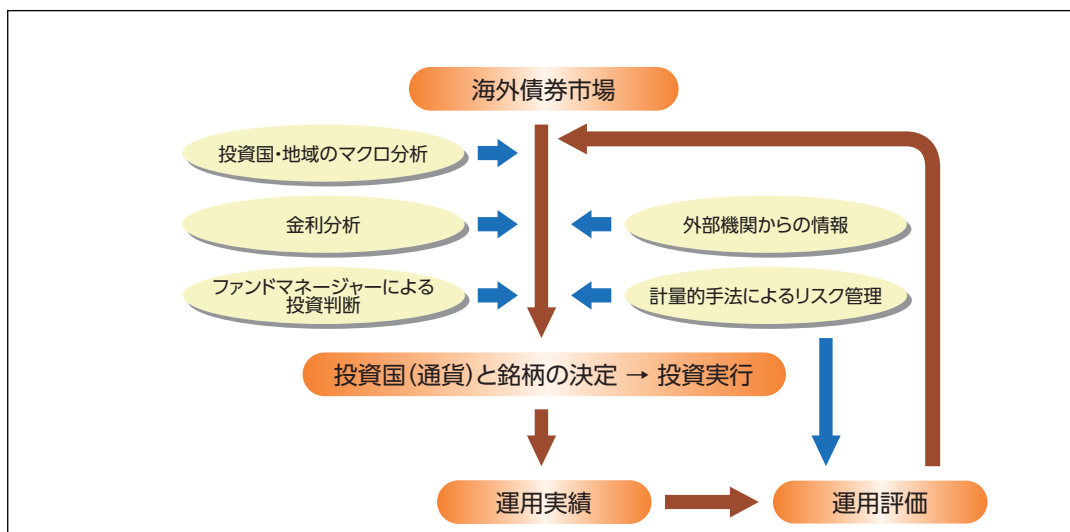 海外債券市場
投資国・地域のマクロ分析
金利分析
外部機関からの情報
ファンドマネージャーによる
投資判断
計量的手法によるリスク管理
投資国(通貨)と銘柄の決定 → 投資実行
運用実績
運用評価